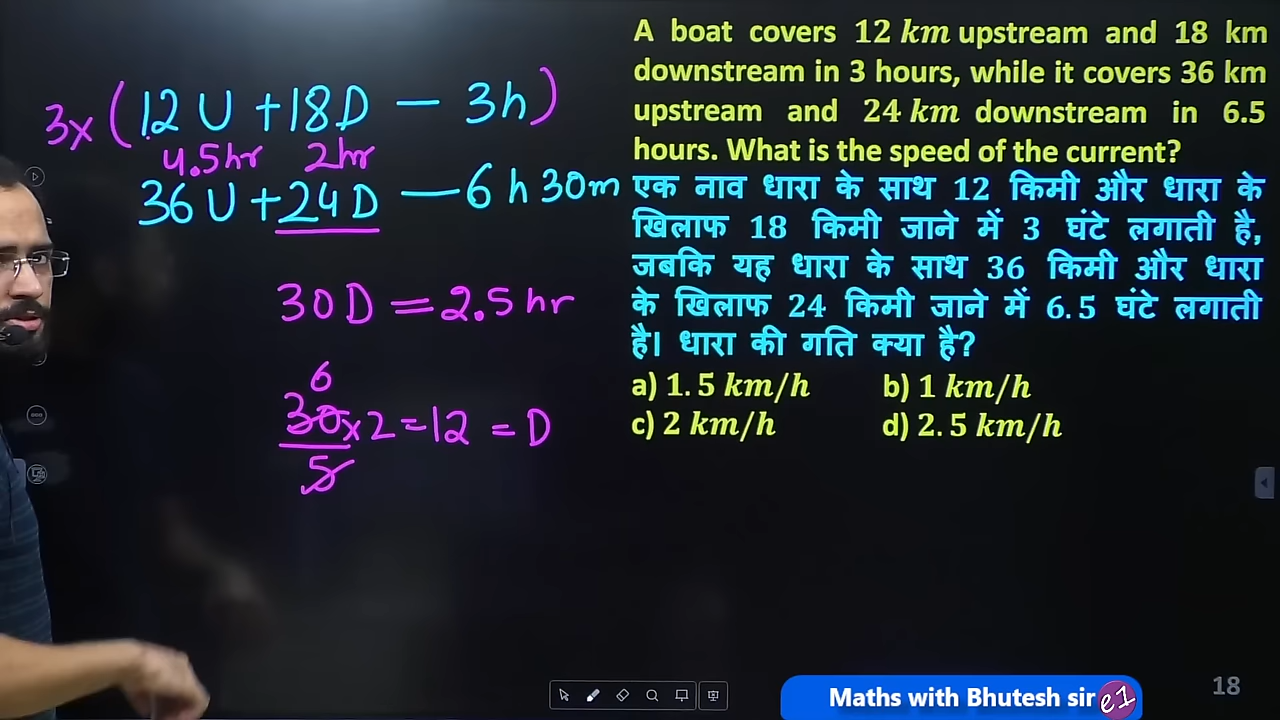 3x (12 U + 18 D — 3h)
4.5hr 2hr
36 U + 24 D — 6 h 30m
30 D = 2.5 hr
6
30 x 2 = 12 = D
5
A boat covers 12 km upstream and 18 km
downstream in 3 hours, while it covers 36 km
upstream and 24 km downstream in 6.5
hours. What is the speed of the current?
एक नाव धारा के साथ 12 किमी और धारा के
खिलाफ 18 किमी जाने में 3 घंटे लगाती है,
जबकि यह धारा के साथ 36 किमी और धारा
के खिलाफ 24 किमी जाने में 6.5 घंटे लगाती
है। धारा की गति क्या है?
a) 1.5 km/h b) 1 km/h
c) 2 km/h d) 2.5 km/h
Maths with Bhutesh sir e1
18